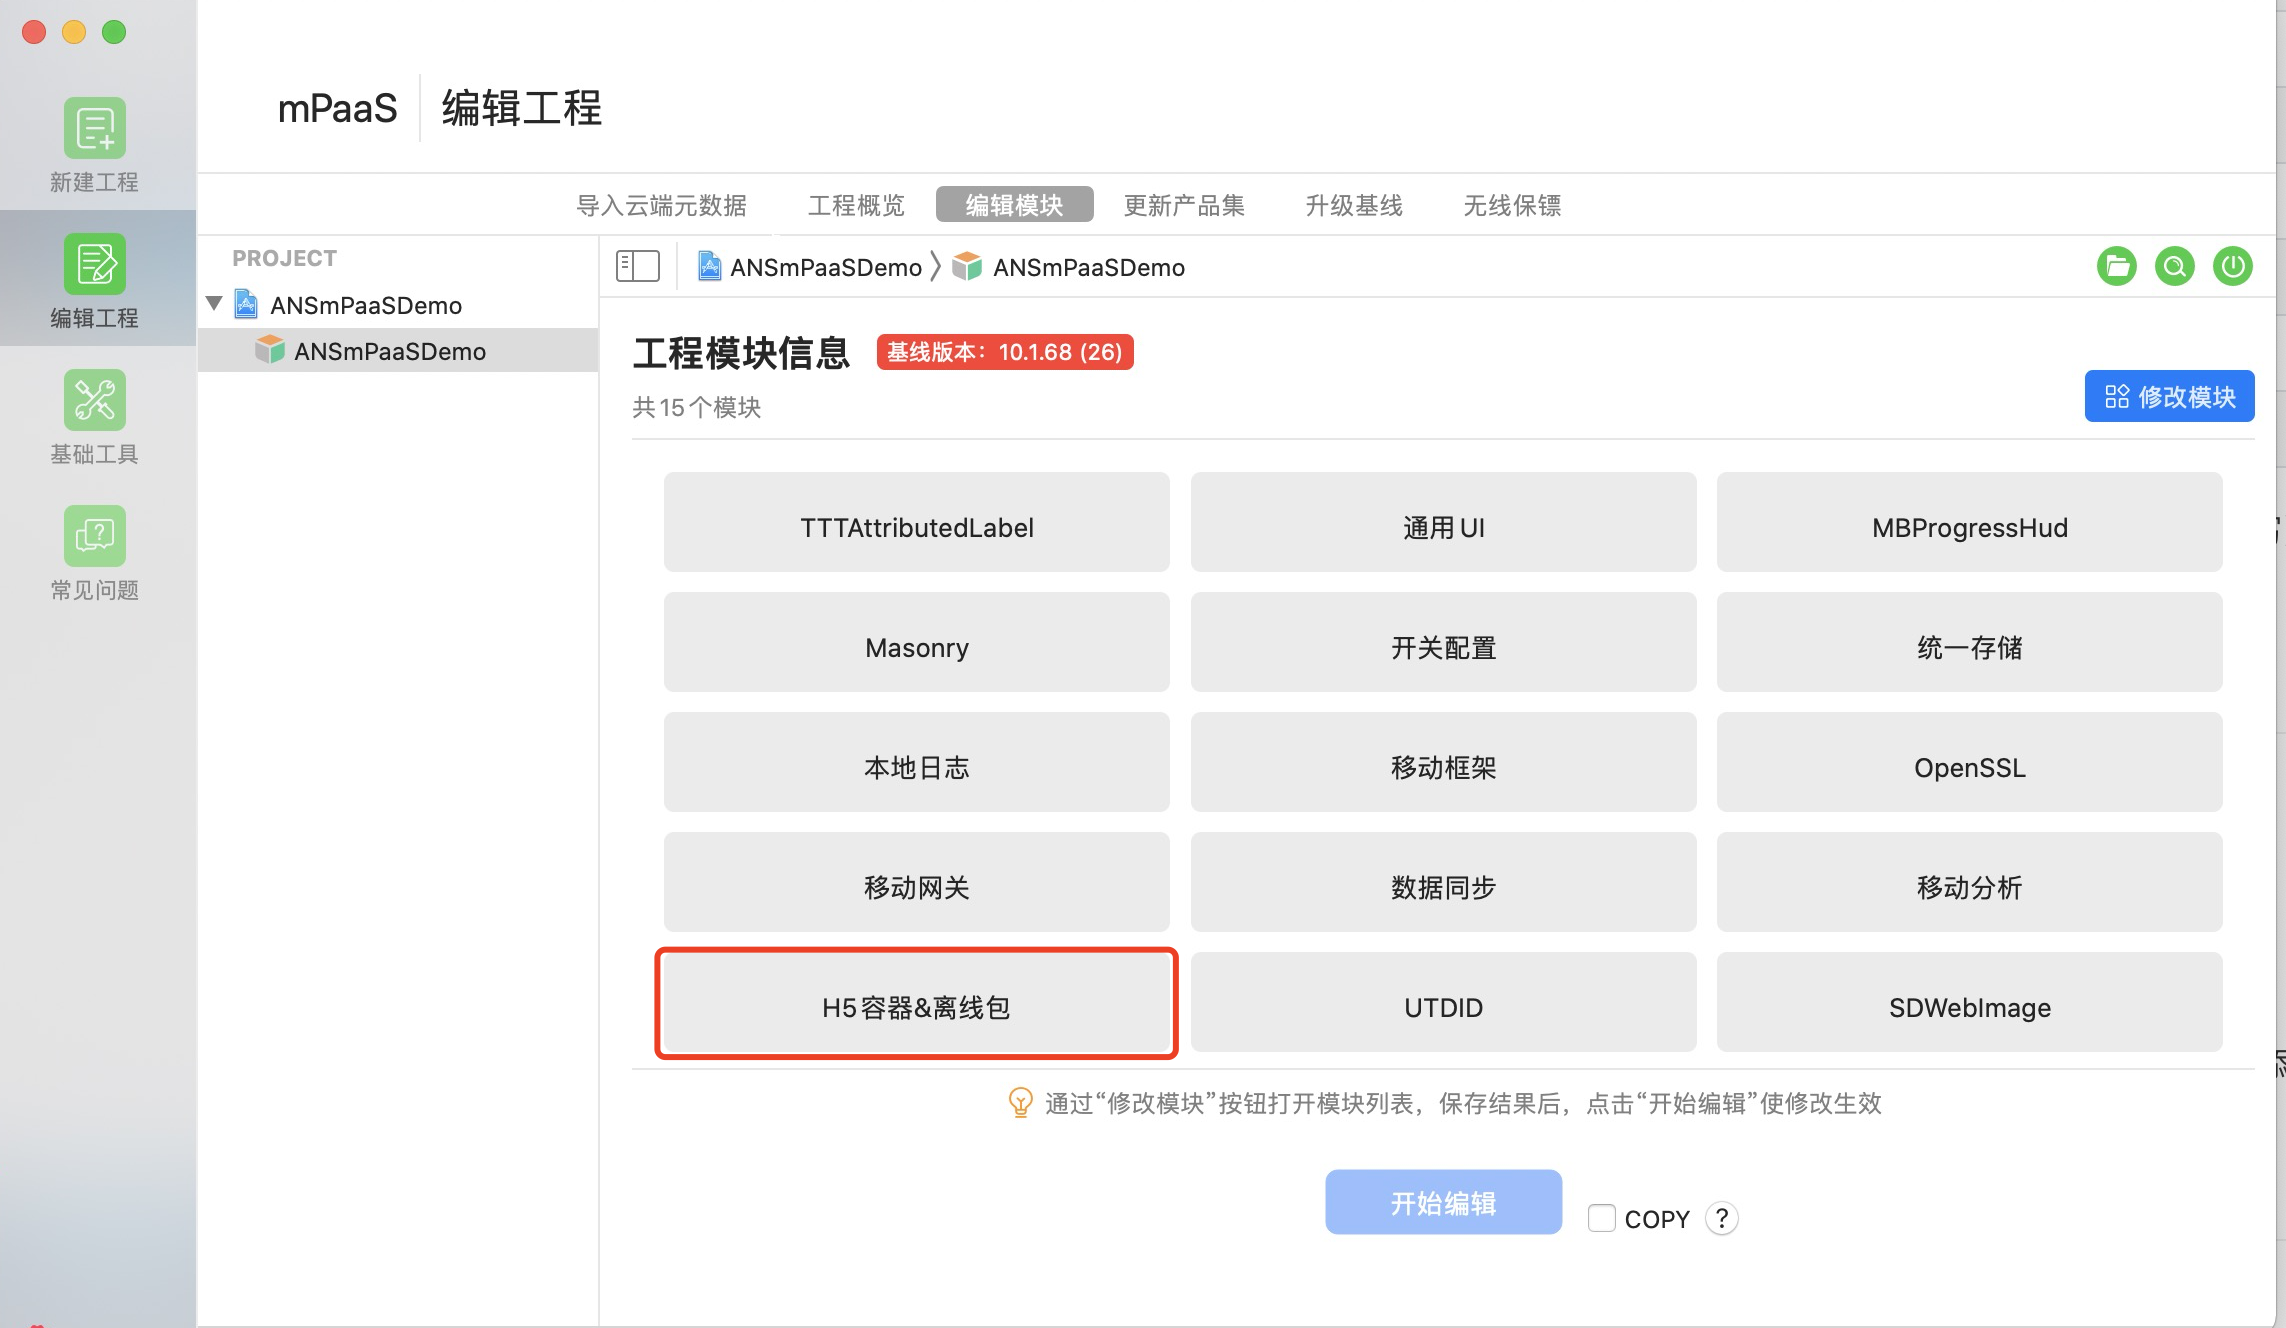 mPaaS
编辑工程
新建工程
编辑工程
基础工具
常见问题
导入云端元数据
工程概览
编辑模块
更新产品集
升级基线
无线保镖
PROJECT
ANSmPaaSDemo
ANSmPaaSDemo
ANSmPaaSDemo
ANSmPaaSDemo
工程模块信息
基线版本：10.1.68 (26)
共15个模块
修改模块
TTTAttributedLabel
通用UI
MBProgressHud
Masonry
开关配置
统一存储
本地日志
移动框架
OpenSSL
移动网关
数据同步
移动分析
H5容器&离线包
UTDID
SDWebImage
通过“修改模块”按钮打开模块列表，保存结果后，点击“开始编辑”使修改生效
开始编辑
COPY
?